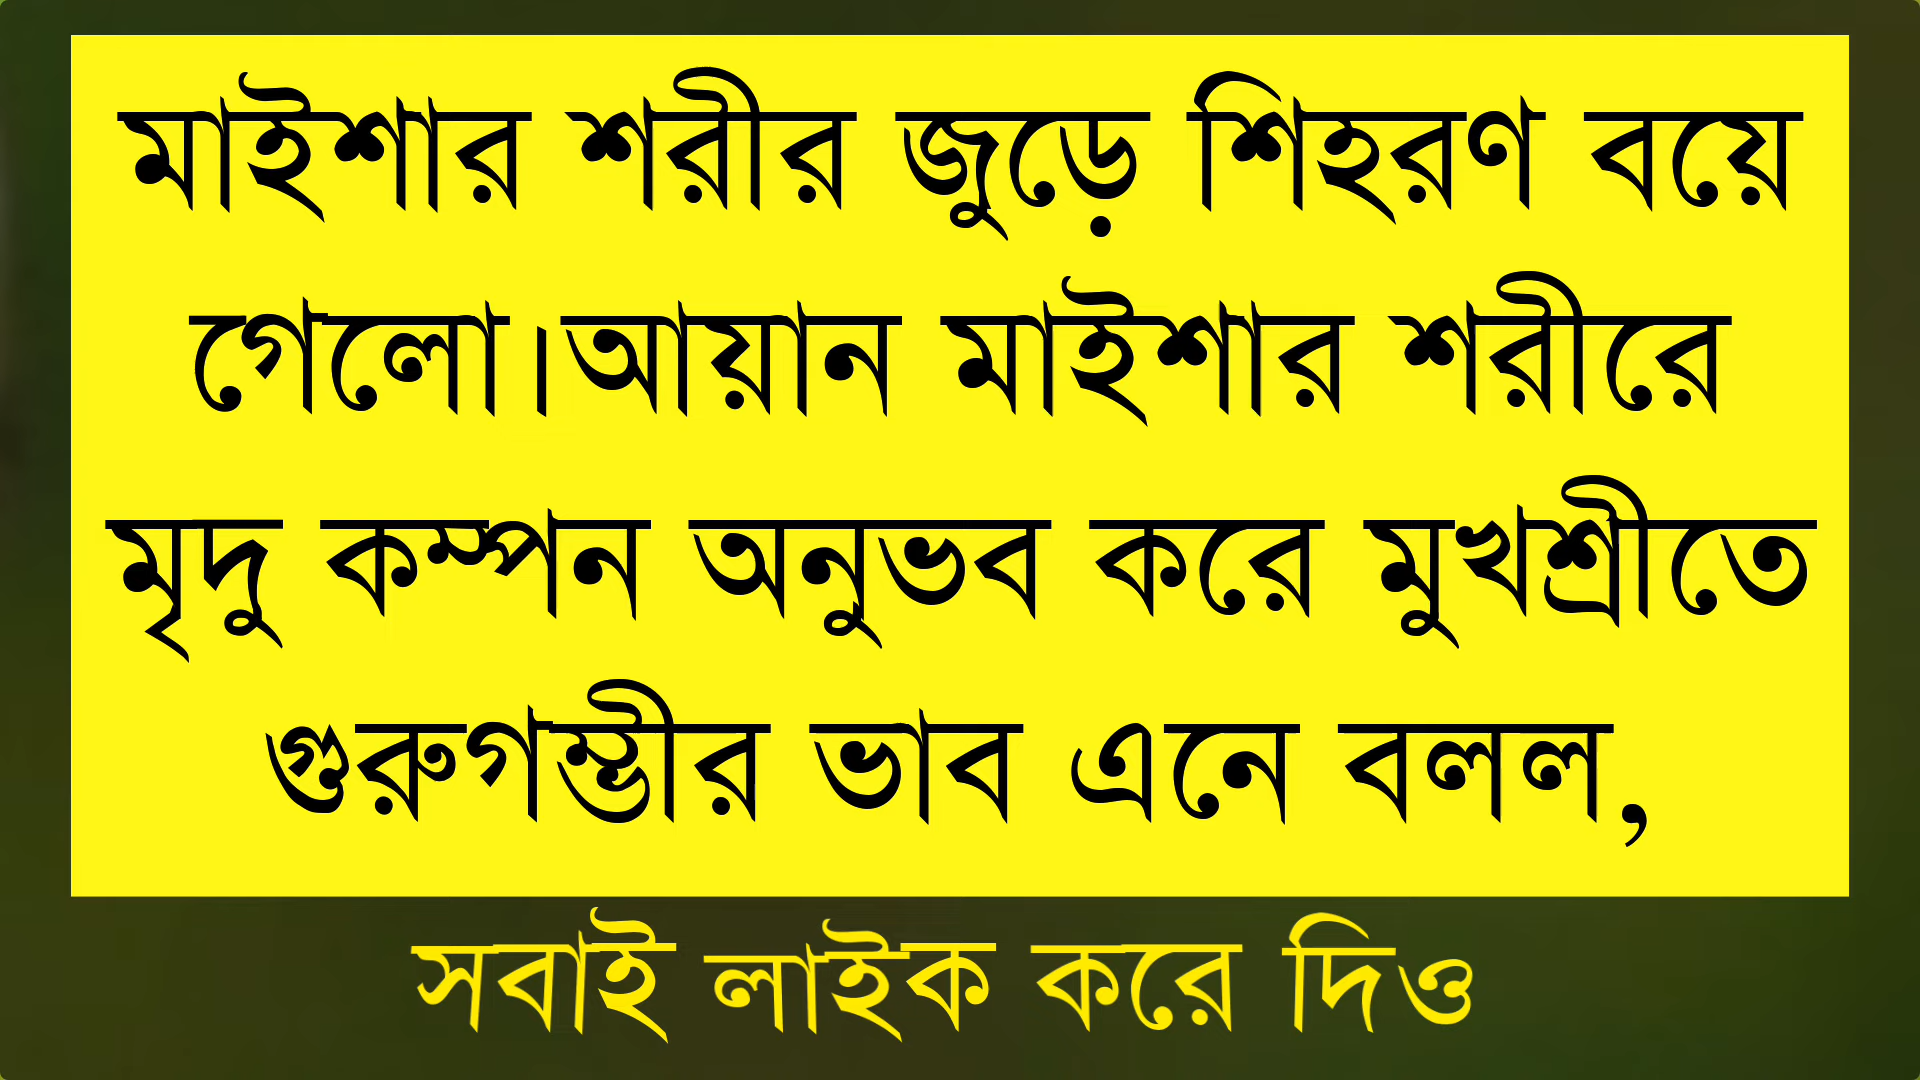 মাইশার শরীর জুড়ে শিহরণ বয়ে
গেলো।আয়ান মাইশার শরীরে
মৃদু কম্পন অনুভব করে মুখশ্রীতে
গুরুগম্ভীর ভাব এনে বলল,
সবাই লাইক করে দিও